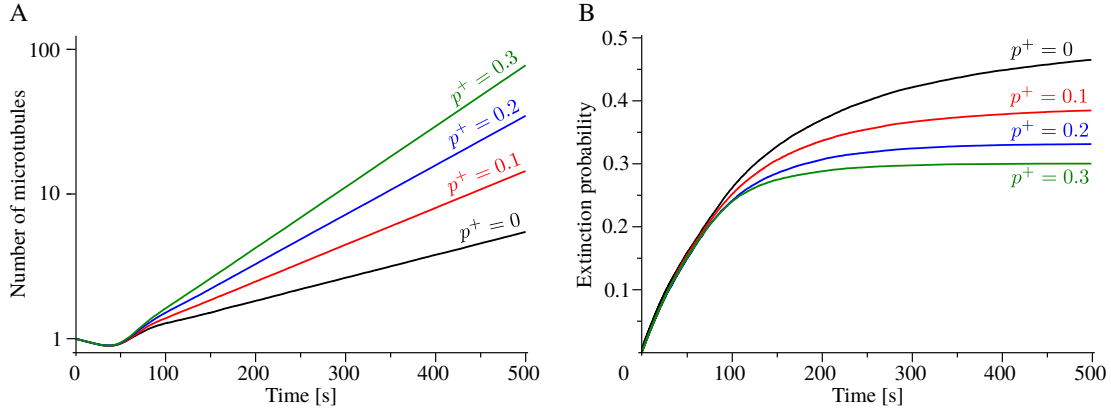 A
Number of microtubules
100
10
1
p⁺ = 0.3
p⁺ = 0.2
p⁺ = 0.1
p⁺ = 0
0
100
200
300
400
500
Time [s]
B
Extinction probability
0.5
0.4
0.3
0.2
0.1
p⁺ = 0
p⁺ = 0.1
p⁺ = 0.2
p⁺ = 0.3
0
100
200
300
400
500
Time [s]